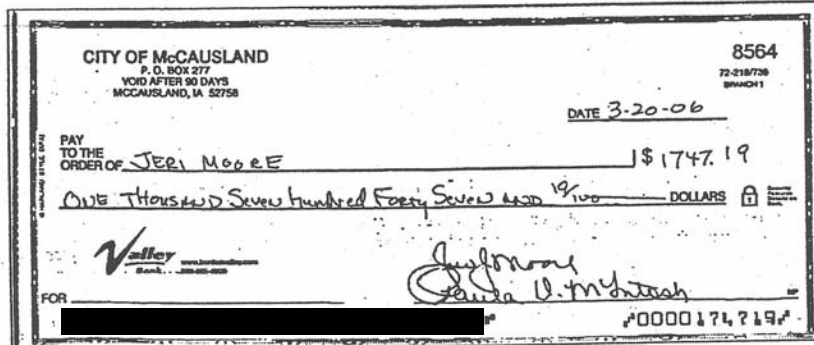 CITY OF McCAUSLAND
P. O. BOX 277
VOID AFTER 90 DAYS
MCCAUSLAND, IA 52758
8564
72-218/736
BRANCH 1
DATE 3-20-06
PAY
TO THE
ORDER OF JERI MOORE $ 1747.19
ONE Thousand Seven hundred Forty Seven AND 19/100 DOLLARS
Valley
Bank
FOR
Paula V. McIntosh
MP
⑈0000174719⑈